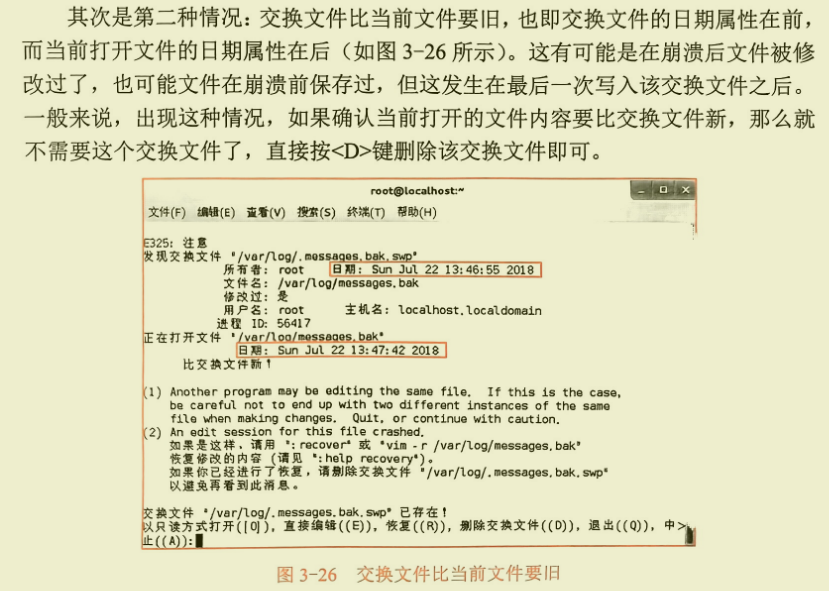 其次是第二种情况：交换文件比当前文件要旧，也即交换文件的日期属性在前，
而当前打开文件的日期属性在后（如图 3-26 所示）。这有可能是在崩溃后文件被修
改过了，也可能文件在崩溃前保存过，但这发生在最后一次写入该交换文件之后。
一般来说，出现这种情况，如果确认当前打开的文件内容要比交换文件新，那么就
不需要这个交换文件了，直接按<D>键删除该交换文件即可。
root@localhost:~
文件(F) 编辑(E) 查看(V) 搜索(S) 终端(T) 帮助(H)
E325: 注意
发现交换文件 "/var/log/.messages.bak.swp"
所有者: root 日期: Sun Jul 22 13:46:55 2018
文件名: /var/log/messages.bak
修改过: 是
用户名: root 主机名: localhost.localdomain
进程 ID: 56417
正在打开文件 "/var/log/messages.bak"
日期: Sun Jul 22 13:47:42 2018
比交换文件新！
(1) Another program may be editing the same file. If this is the case,
be careful not to end up with two different instances of the same
file when making changes. Quit, or continue with caution.
(2) An edit session for this file crashed.
如果是这样，请用 ":recover" 或 "vim -r /var/log/messages.bak"
恢复修改的内容 (请见 ":help recovery")。
如果你已经进行了恢复，请删除交换文件 "/var/log/.messages.bak.swp"
以避免再看到此消息。
交换文件 "/var/log/.messages.bak.swp" 已存在！
以只读方式打开([O]), 直接编辑((E)), 恢复((R)), 删除交换文件((D)), 退出((Q)), 中>
止((A)):
图 3-26 交换文件比当前文件要旧